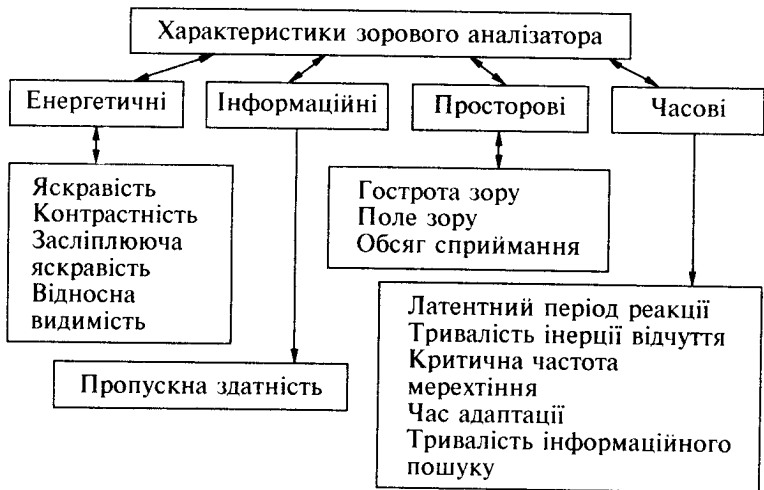 Характеристики зорового аналізатора
Енергетичні
Інформаційні
Просторові
Часові
Яскравість
Контрастність
Засліплююча
яскравість
Відносна
видимість
Гострота зору
Поле зору
Обсяг сприймання
Пропускна здатність
Латентний період реакції
Тривалість інерції відчуття
Критична частота
мерехтіння
Час адаптації
Тривалість інформаційного
пошуку